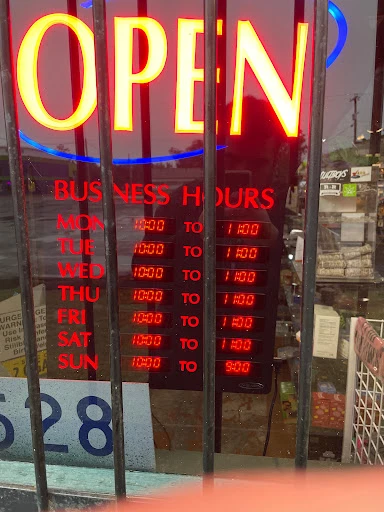 OPEN
BUSINESS HOURS
MON 10:00 TO 11:00
TUE 10:00 TO 11:00
WED 10:00 TO 11:00
THU 10:00 TO 11:00
FRI 10:00 TO 11:00
SAT 10:00 TO 11:00
SUN 10:00 TO 9:00
528